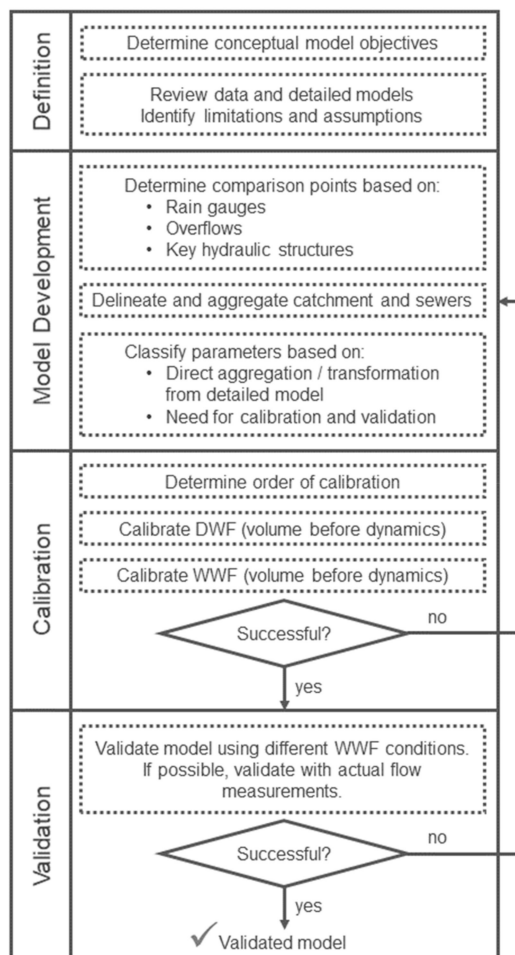 Definition
Determine conceptual model objectives
Review data and detailed models
Identify limitations and assumptions
Model Development
Determine comparison points based on:
• Rain gauges
• Overflows
• Key hydraulic structures
Delineate and aggregate catchment and sewers
Classify parameters based on:
• Direct aggregation / transformation
from detailed model
• Need for calibration and validation
Calibration
Determine order of calibration
Calibrate DWF (volume before dynamics)
Calibrate WWF (volume before dynamics)
Successful?
no
yes
Validation
Validate model using different WWF conditions.
If possible, validate with actual flow
measurements.
Successful?
no
yes
✓ Validated model